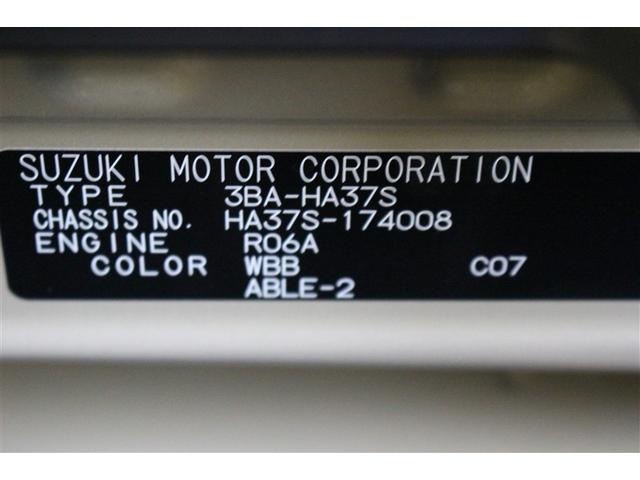 SUZUKI MOTOR CORPORATION
TYPE 3BA-HA37S
CHASSIS NO. HA37S-174008
ENGINE R06A
COLOR WBB C07
ABLE-2